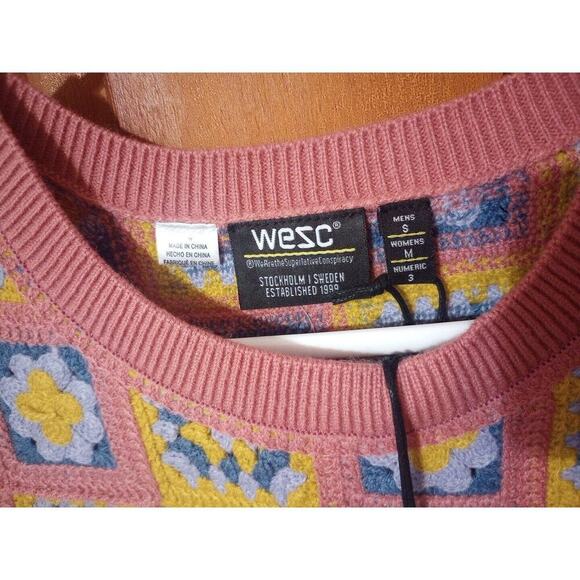 MADE IN CHINA
HECHO EN CHINA
FABRIQUÉ EN CHINE
wesc®
®WeAretheSuperlativeConspiracy
STOCKHOLM | SWEDEN
ESTABLISHED 1999
MENS
S
WOMENS
M
NUMERIC
3